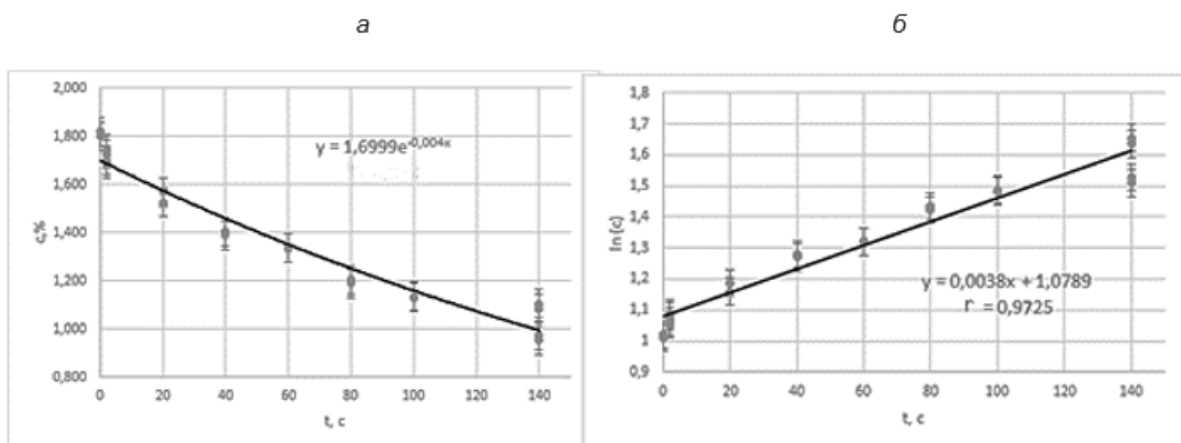 а
б
2,000
1,800
1,600
1,400
1,200
1,000
0,800
c,%
y = 1,6999e-0,004x
0 20 40 60 80 100 120 140
t, c
1,8
1,7
1,6
1,5
1,4
1,3
1,2
1,1
1
0,9
ln (c)
y = 0,0038x + 1,0789
r = 0,9725
0 20 40 60 80 100 120 140
t, c